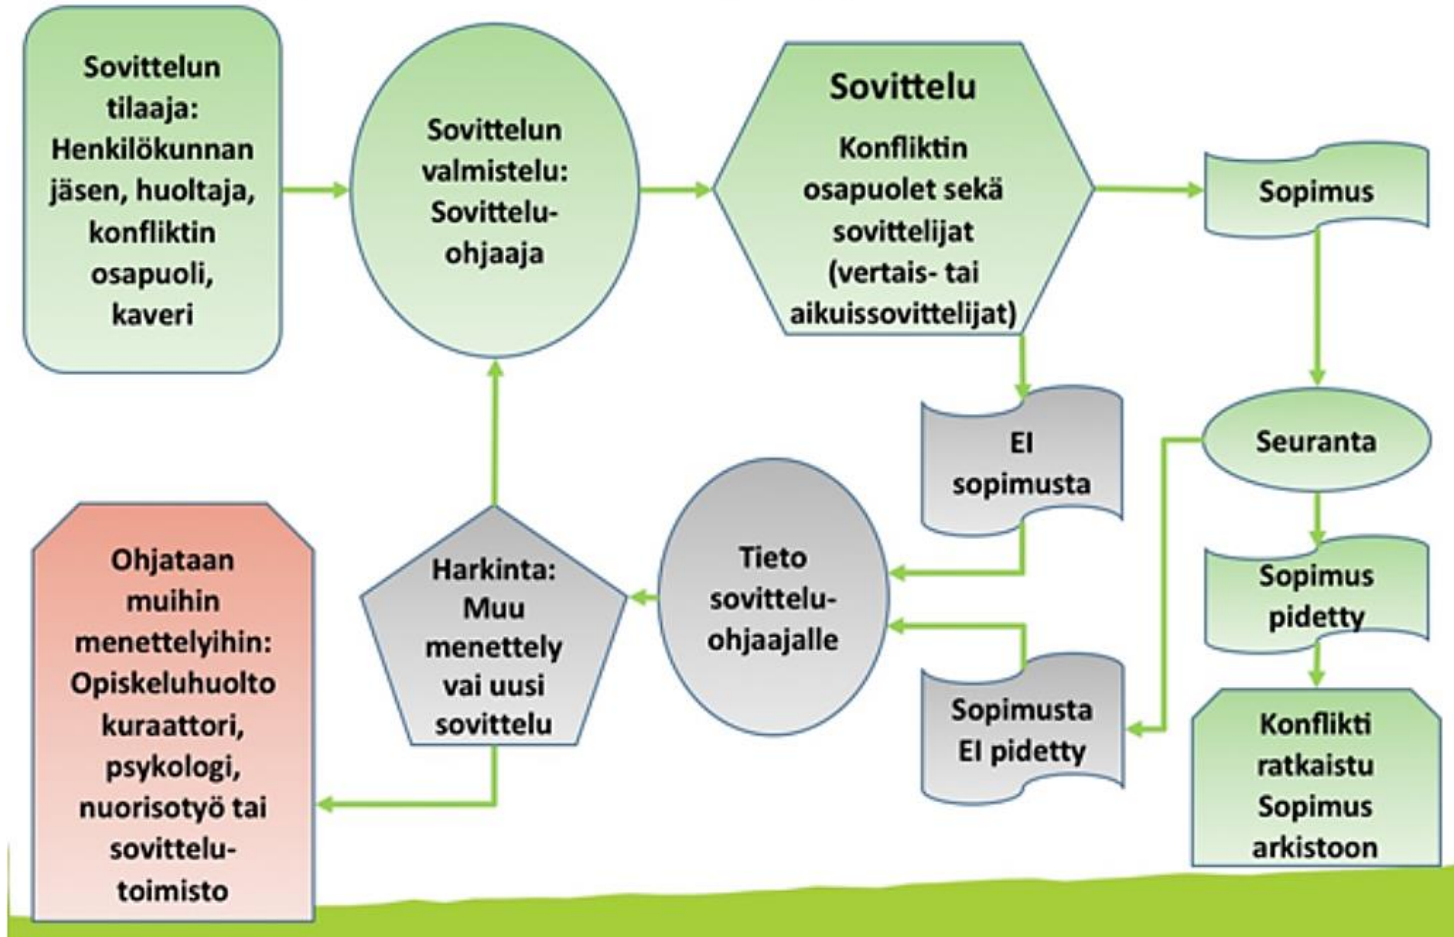 Sovittelun
tilaaja:
Henkilökunnan
jäsen, huoltaja,
konfliktin
osapuoli,
kaveri
Sovittelun
valmistelu:
Sovittelu-
ohjaaja
Sovittelu
Konfliktin
osapuolet sekä
sovittelijat
(vertais- tai
aikuissovittelijat)
Sopimus
Seuranta
Sopimus
pidetty
Konflikti
ratkaistu
Sopimus
arkistoon
EI
sopimusta
Sopimusta
EI pidetty
Tieto
sovittelu-
ohjaajalle
Harkinta:
Muu
menettely
vai uusi
sovittelu
Ohjataan
muihin
menettelyihin:
Opiskeluhuolto
kuraattori,
psykologi,
nuorisotyö tai
sovittelu-
toimisto